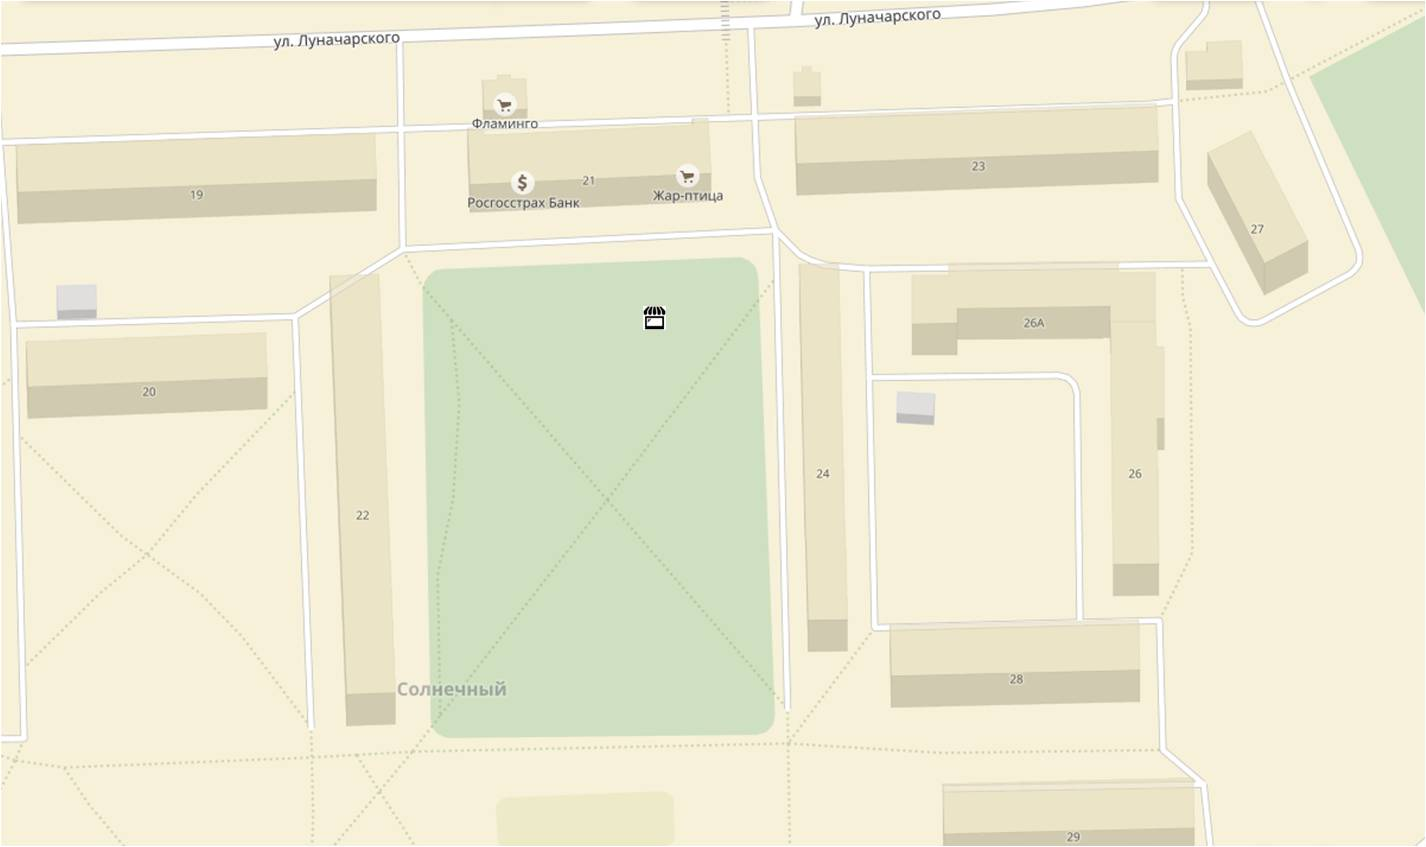 ул. Луначарского
ул. Луначарского
Фламинго
19
21
Росгосстрах Банк
Жар-птица
23
27
20
22
24
26А
26
Солнечный
28
29